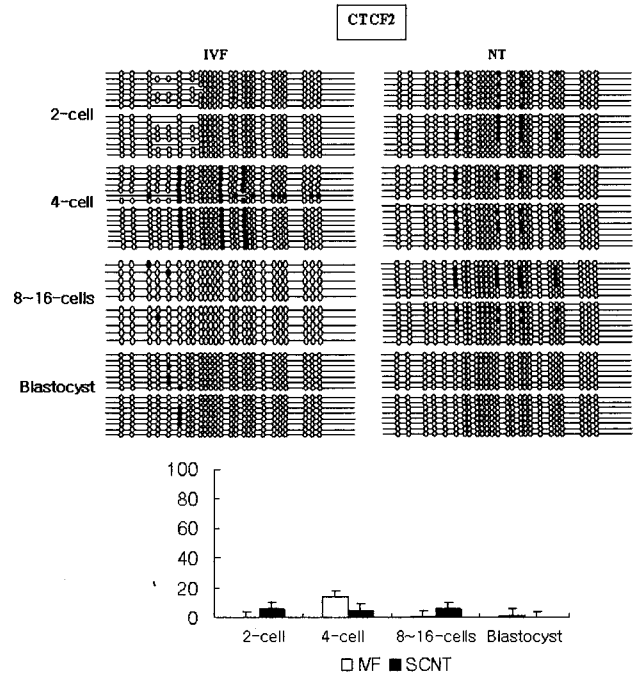 CTCF2
IVF NT
2-cell
4-cell
8~16-cells
Blastocyst
100
80
60
40
20
0
2-cell 4-cell 8~16-cells Blastocyst
IVF SCNT